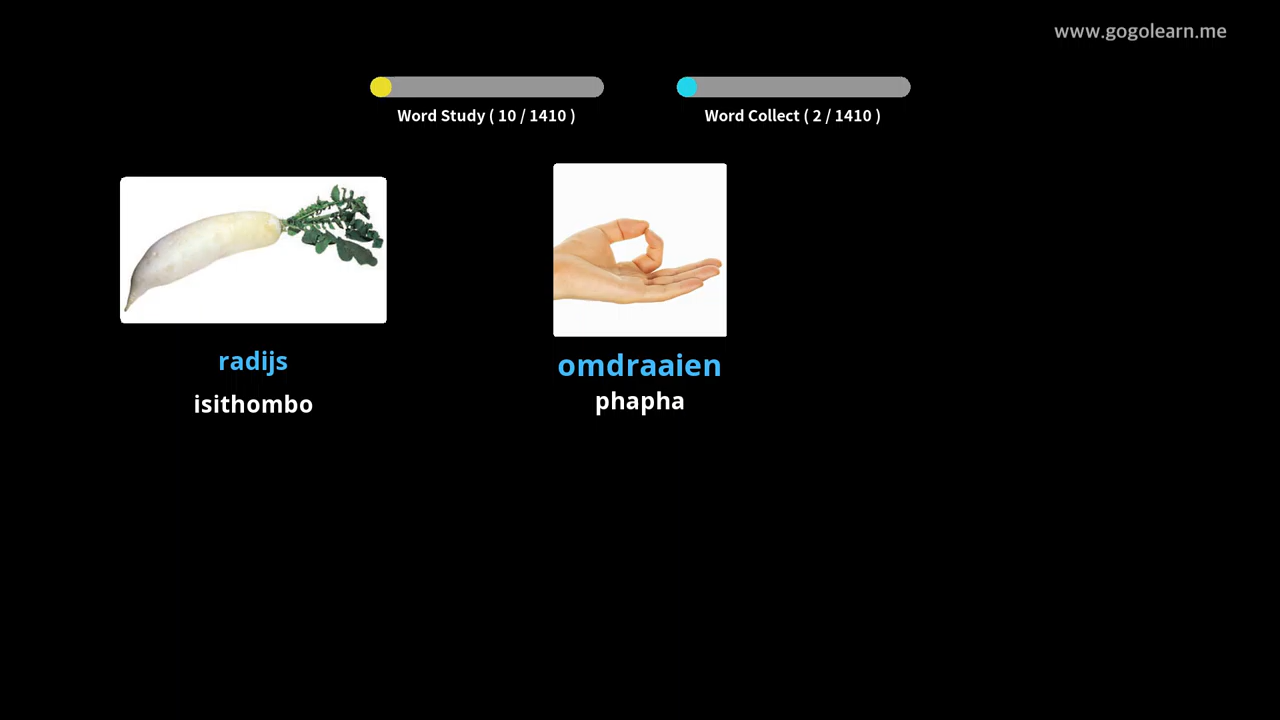 www.gogolearn.me
Word Study ( 10 / 1410 )
Word Collect ( 2 / 1410 )
radijs
isithombo
omdraaien
phapha